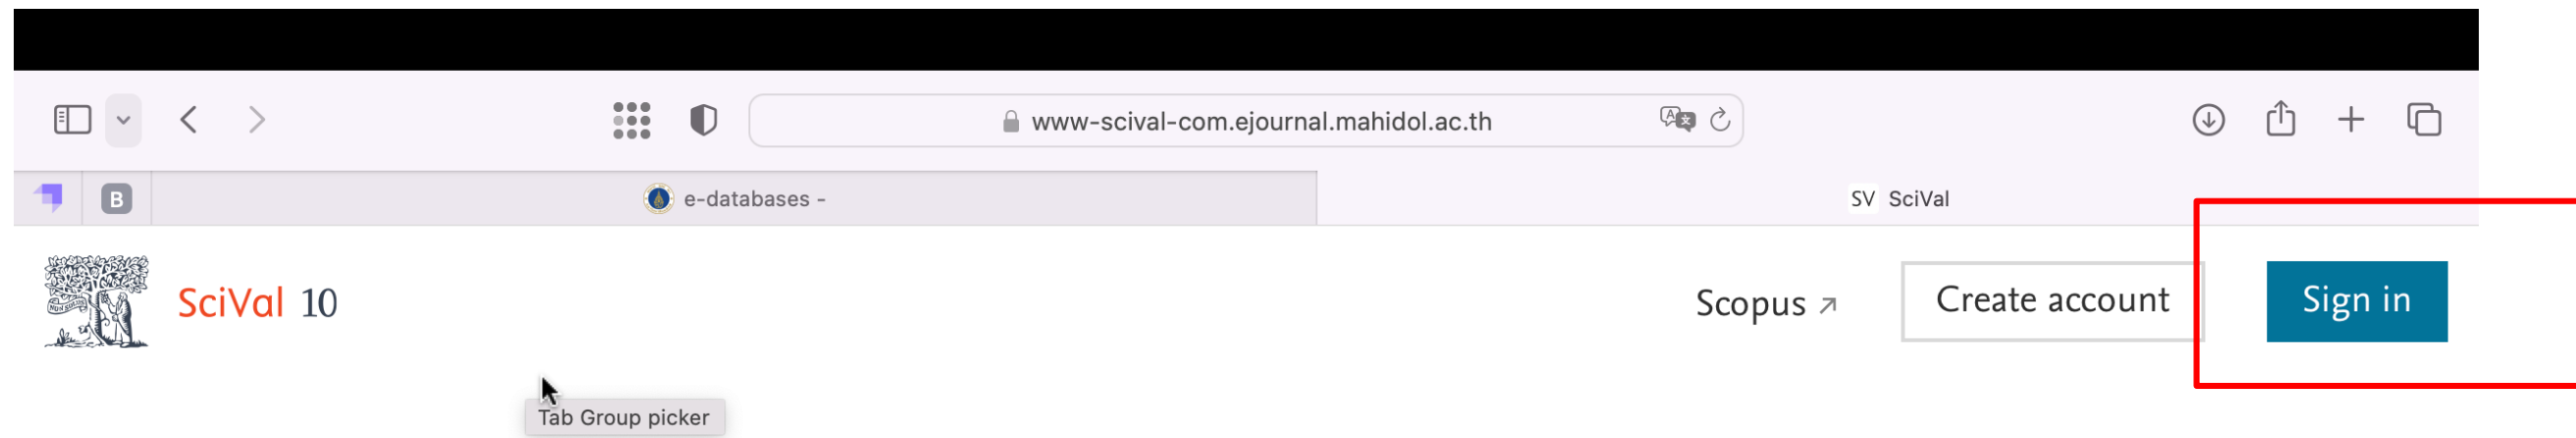 www-scival-com.ejournal.mahidol.ac.th
B
e-databases -
SV SciVal
SciVal 10
Scopus ↗
Create account
Sign in
Tab Group picker